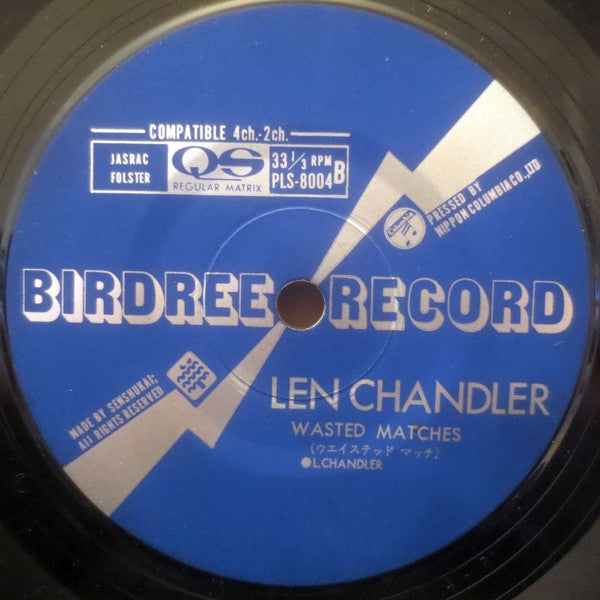 COMPATIBLE 4ch.-2ch.
JASRAC
FOLSTER
QS
REGULAR MATRIX
33 1/3 RPM
PLS-8004
B
Columbia
PRESSED BY
NIPPON COLUMBIA CO.,LTD
BIRDREE RECORD
MADE BY SENSHUKAI;
All RIGHTS RESERVED
LEN CHANDLER
WASTED MATCHES
(ウエイステッド マッチ)
●L.CHANDLER